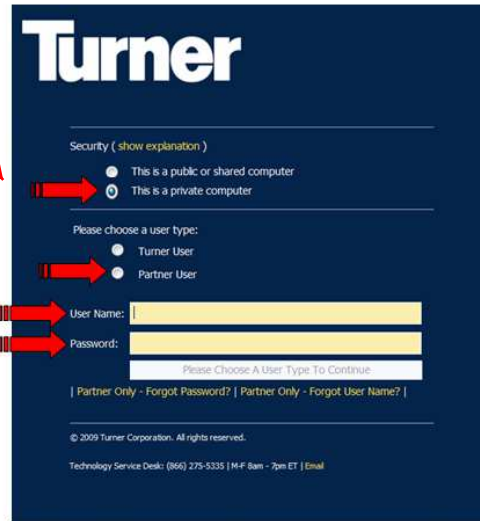 Turner
Security ( show explanation )
This is a public or shared computer
This is a private computer
Please choose a user type:
Turner User
Partner User
User Name:
Password:
Please Choose A User Type To Continue
| Partner Only - Forgot Password? | Partner Only - Forgot User Name? |
© 2009 Turner Corporation. All rights reserved.
Technology Service Desk: (866) 275-5335 | M-F 8am - 7pm ET | Email